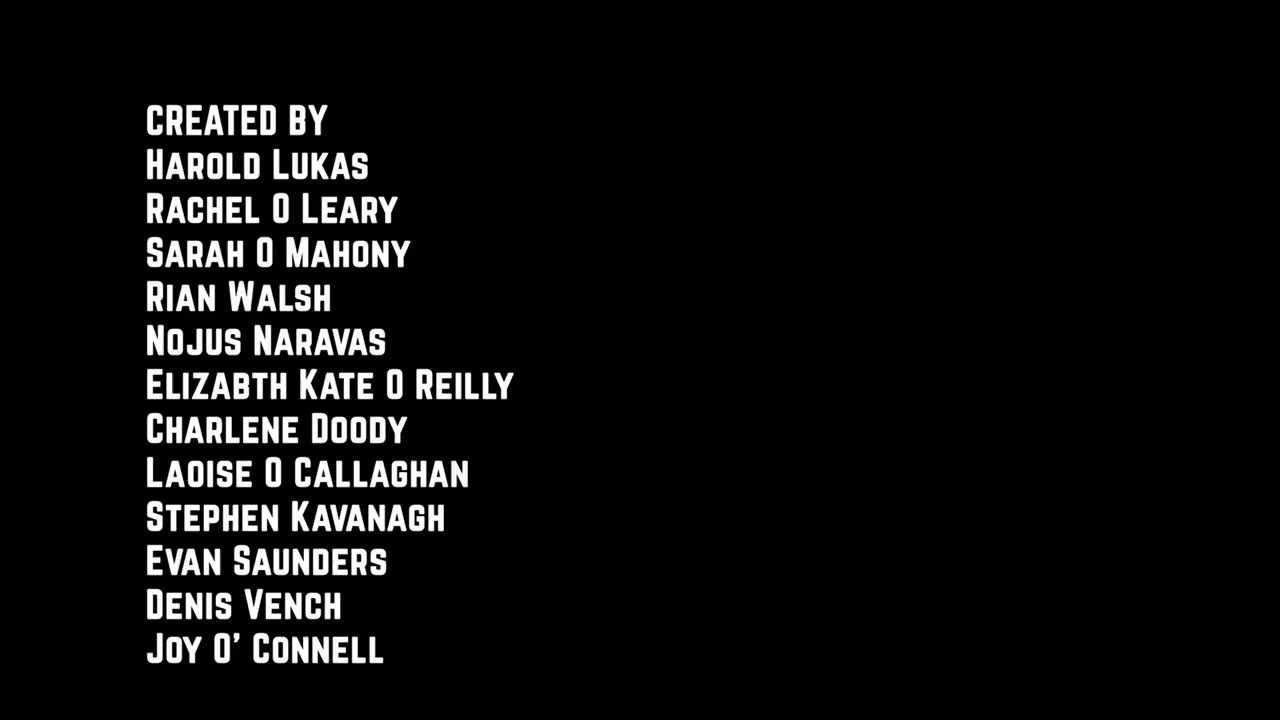 CREATED BY
Harold Lukas
Rachel O Leary
Sarah O Mahony
Rian Walsh
Nojus Naravas
Elizabth Kate O Reilly
Charlene Doody
Laoise O Callaghan
Stephen Kavanagh
Evan Saunders
Denis Vench
Joy O' Connell